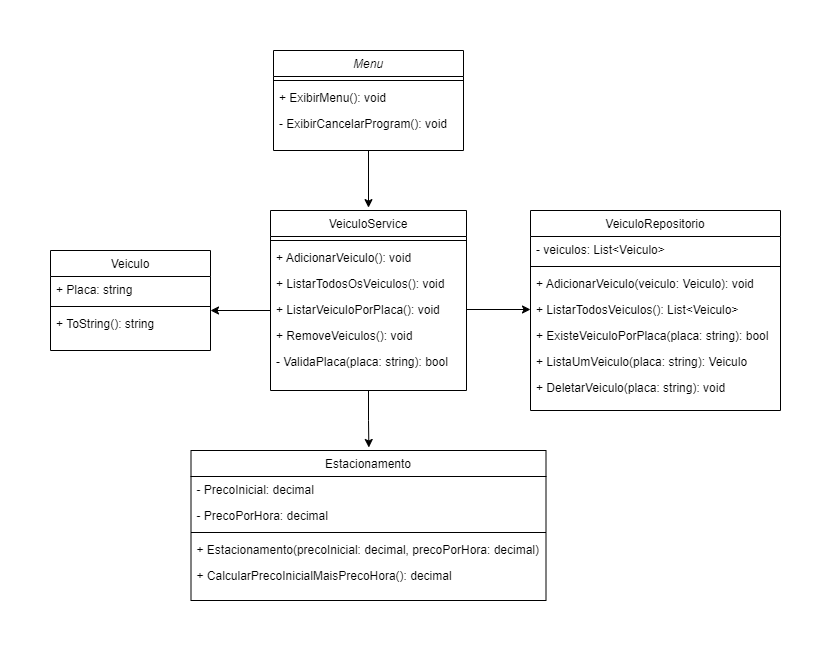 Menu
+ ExibirMenu(): void
- ExibirCancelarProgram(): void
VeiculoService
+ AdicionarVeiculo(): void
+ ListarTodosOsVeiculos(): void
+ ListarVeiculoPorPlaca(): void
+ RemoveVeiculos(): void
- ValidaPlaca(placa: string): bool
VeiculoRepositorio
- veiculos: List<Veiculo>
+ AdicionarVeiculo(veiculo: Veiculo): void
+ ListarTodosVeiculos(): List<Veiculo>
+ ExisteVeiculoPorPlaca(placa: string): bool
+ ListaUmVeiculo(placa: string): Veiculo
+ DeletarVeiculo(placa: string): void
Veiculo
+ Placa: string
+ ToString(): string
Estacionamento
- PrecoInicial: decimal
- PrecoPorHora: decimal
+ Estacionamento(precoInicial: decimal, precoPorHora: decimal)
+ CalcularPrecoInicialMaisPrecoHora(): decimal